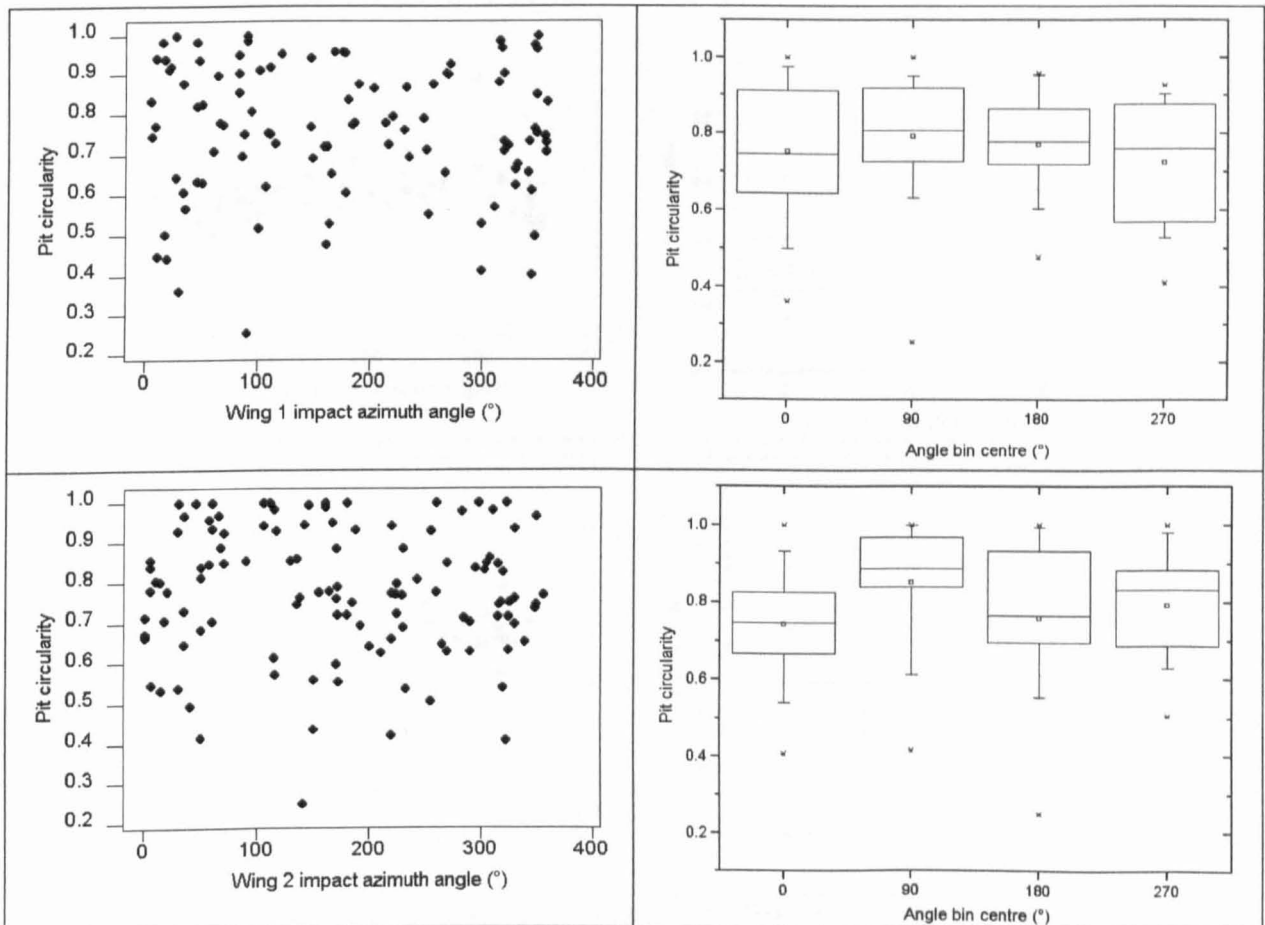 1.0
0.9
0.8
0.7
0.6
0.5
0.4
0.3
0.2
Pit circularity
0 100 200 300 400
Wing 1 impact azimuth angle (°)
1.0
0.8
0.6
0.4
0.2
Pit circularity
0 90 180 270
Angle bin centre (°)
1.0
0.9
0.8
0.7
0.6
0.5
0.4
0.3
0.2
Pit circularity
0 100 200 300 400
Wing 2 impact azimuth angle (°)
1.0
0.8
0.6
0.4
0.2
Pit circularity
0 90 180 270
Angle bin centre (°)